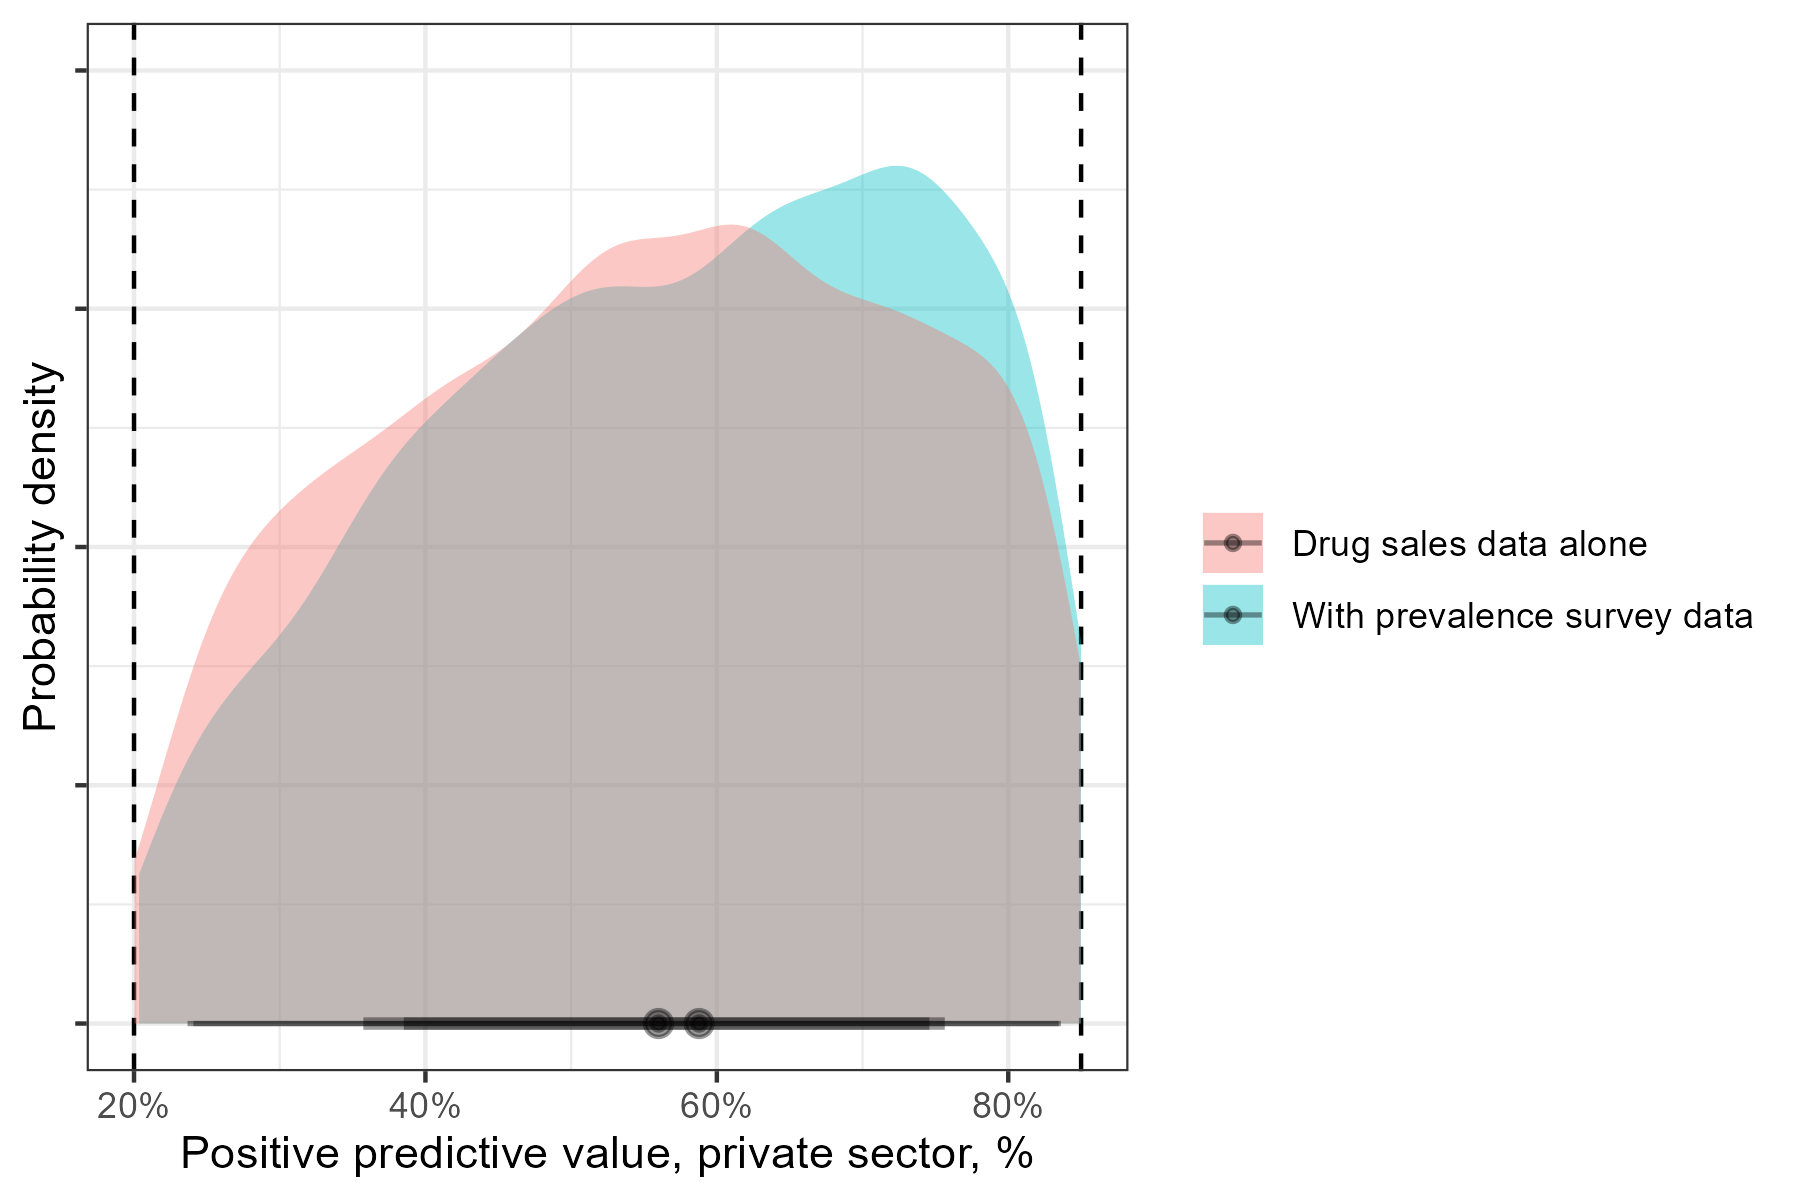 Probability density
20%
40%
60%
80%
Positive predictive value, private sector, %
Drug sales data alone
With prevalence survey data